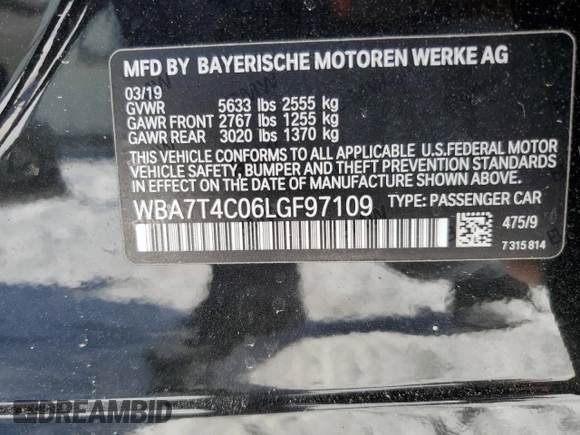 MFD BY BAYERISCHE MOTOREN WERKE AG
03/19
GVWR 5633 lbs 2555 kg
GAWR FRONT 2767 lbs 1255 kg
GAWR REAR 3020 lbs 1370 kg
THIS VEHICLE CONFORMS TO ALL APPLICABLE U.S.FEDERAL MOTOR
VEHICLE SAFETY, BUMPER AND THEFT PREVENTION STANDARDS
IN EFFECT ON THE DATE OF MANUFACTURE SHOWN ABOVE.
WBA7T4C06LGF97109 TYPE: PASSENGER CAR
475/9
7 315 814
DREAMBID